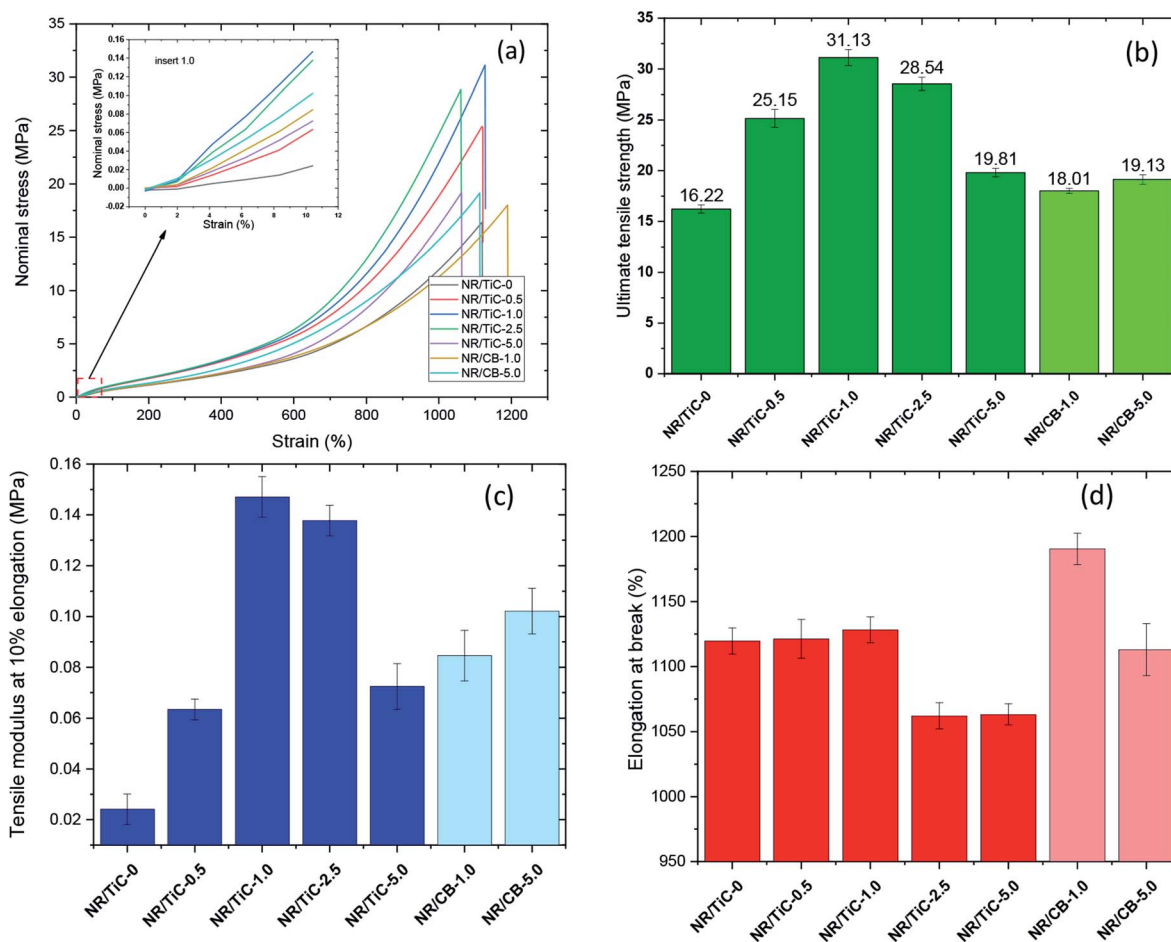 (a)
insert 1.0
Nominal stress (MPa)
0.16
0.14
0.12
0.10
0.08
0.06
0.04
0.02
0.00
-0.02
0 2 4 6 8 10 12
Strain (%)
Nominal stress (MPa)
35
30
25
20
15
10
5
0
NR/TiC-0
NR/TiC-0.5
NR/TiC-1.0
NR/TiC-2.5
NR/TiC-5.0
NR/CB-1.0
NR/CB-5.0
0 200 400 600 800 1000 1200
Strain (%)
(b)
Ultimate tensile strength (MPa)
35
30
25
20
15
10
5
0
16.22 25.15 31.13 28.54 19.81 18.01 19.13
NR/TiC-0 NR/TiC-0.5 NR/TiC-1.0 NR/TiC-2.5 NR/TiC-5.0 NR/CB-1.0 NR/CB-5.0
(c)
Tensile modulus at 10% elongation (MPa)
0.16
0.14
0.12
0.10
0.08
0.06
0.04
0.02
NR/TiC-0 NR/TiC-0.5 NR/TiC-1.0 NR/TiC-2.5 NR/TiC-5.0 NR/CB-1.0 NR/CB-5.0
(d)
Elongation at break (%)
1250
1200
1150
1100
1050
1000
950
NR/TiC-0 NR/TiC-0.5 NR/TiC-1.0 NR/TiC-2.5 NR/TiC-5.0 NR/CB-1.0 NR/CB-5.0